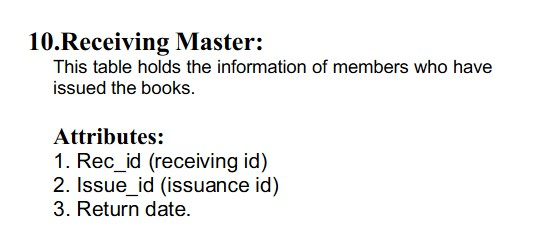 10.Receiving Master:
This table holds the information of members who have
issued the books.
Attributes:
1. Rec_id (receiving id)
2. Issue_id (issuance id)
3. Return date.